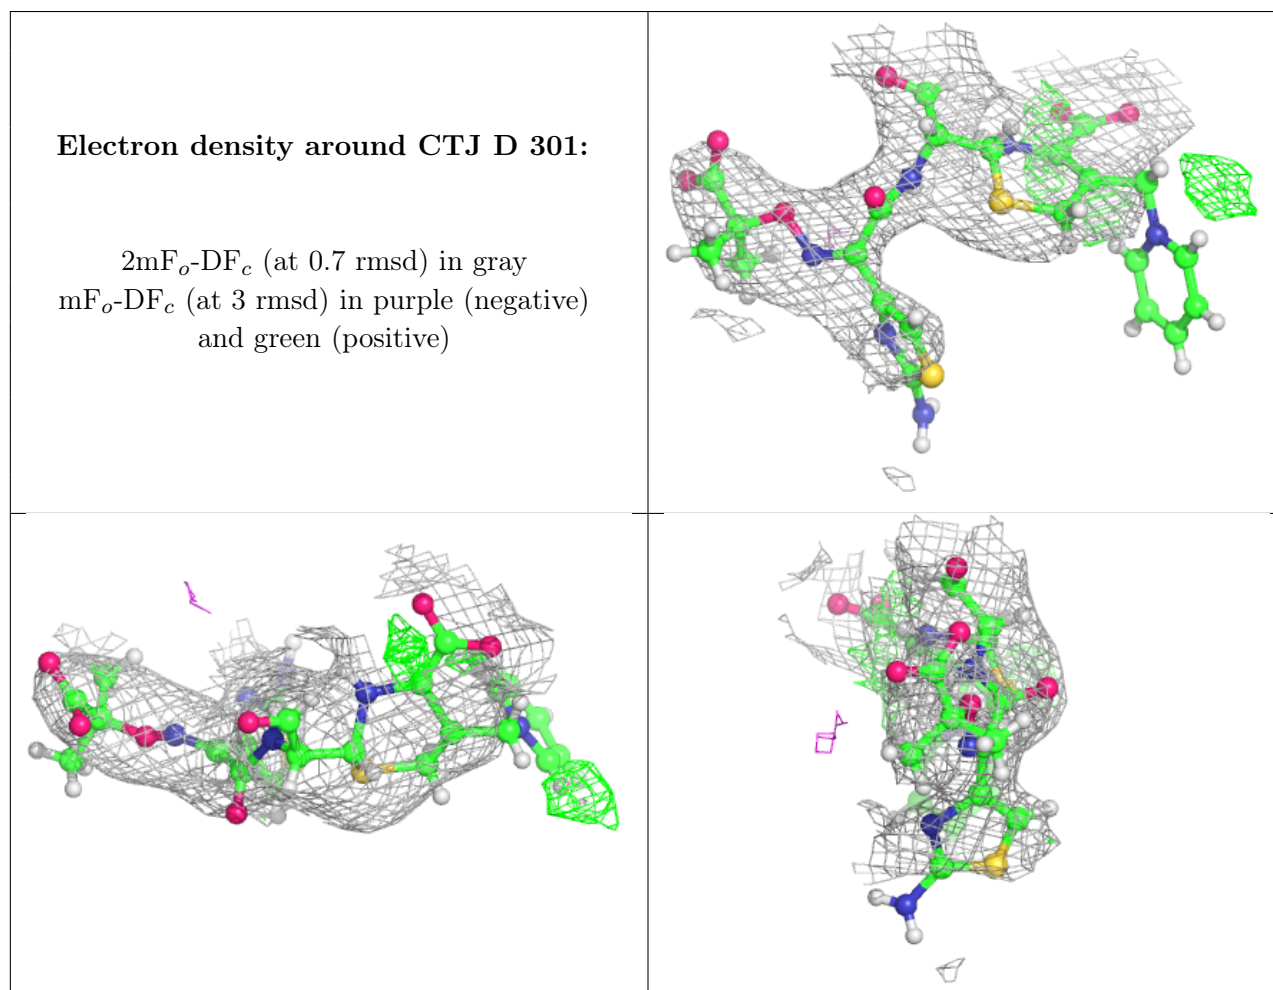 Electron density around CTJ D 301:
2mFo-DFc (at 0.7 rmsd) in gray
mFo-DFc (at 3 rmsd) in purple (negative)
and green (positive)